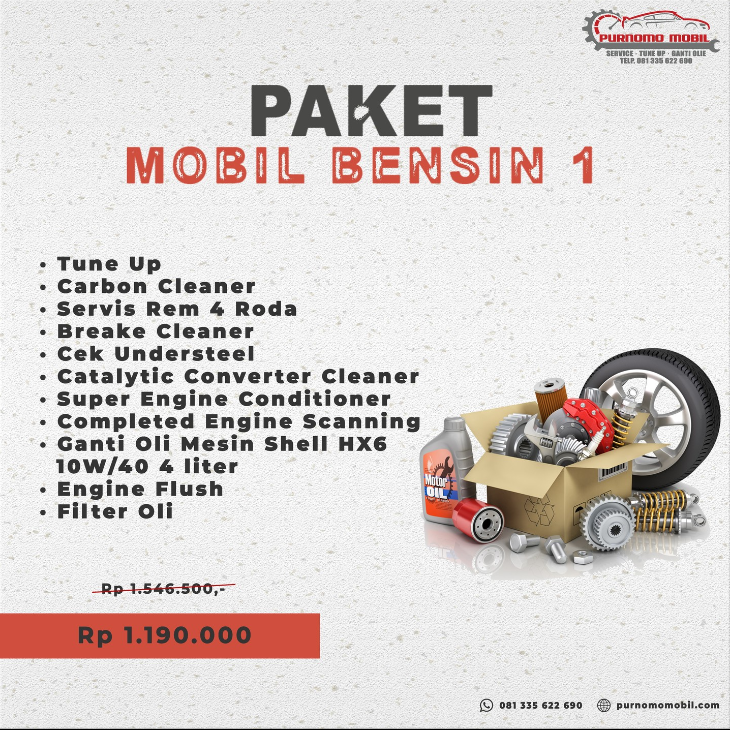 PURNOMO MOBIL
SERVICE - TUNE UP - GANTI OLIE
TELP. 081 335 622 690
PAKET
MOBIL BENSIN 1
• Tune Up
• Carbon Cleaner
• Servis Rem 4 Roda
• Breake Cleaner
• Cek Understeel
• Catalytic Converter Cleaner
• Super Engine Conditioner
• Completed Engine Scanning
• Ganti Oli Mesin Shell HX6
10W/40 4 liter
• Engine Flush
• Filter Oli
Motor
OIL
Rp 1.546.500,-
Rp 1.190.000
081 335 622 690
purnomomobil.com